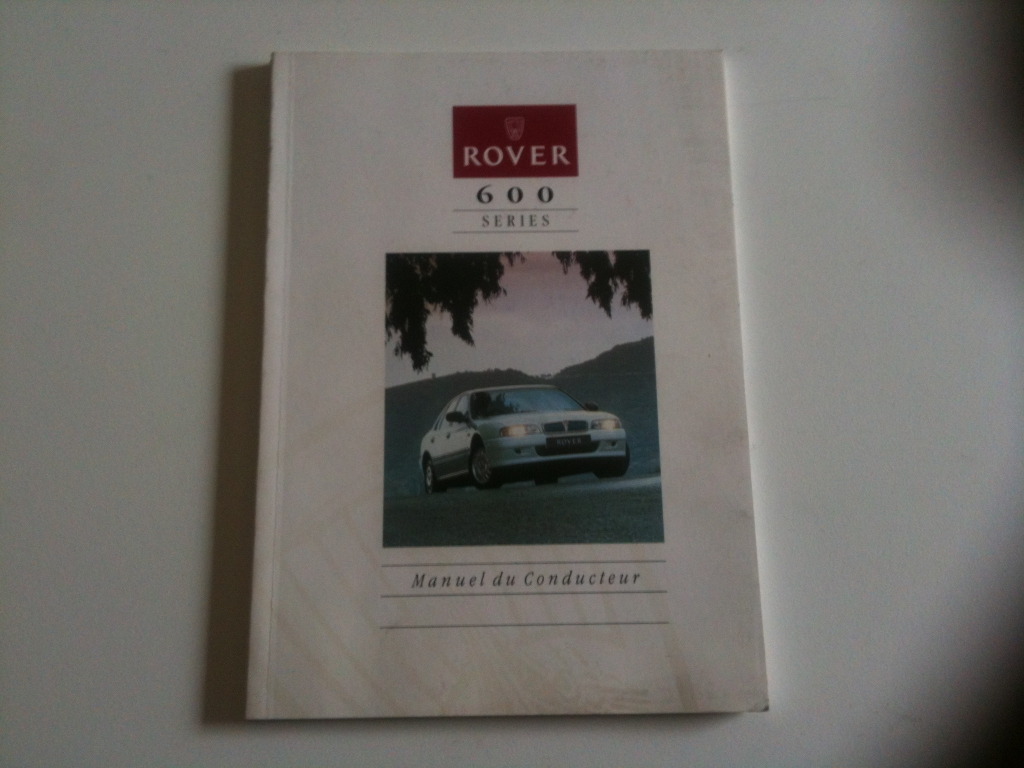 ROVER
600
SERIES
ROVER
Manuel du Conducteur